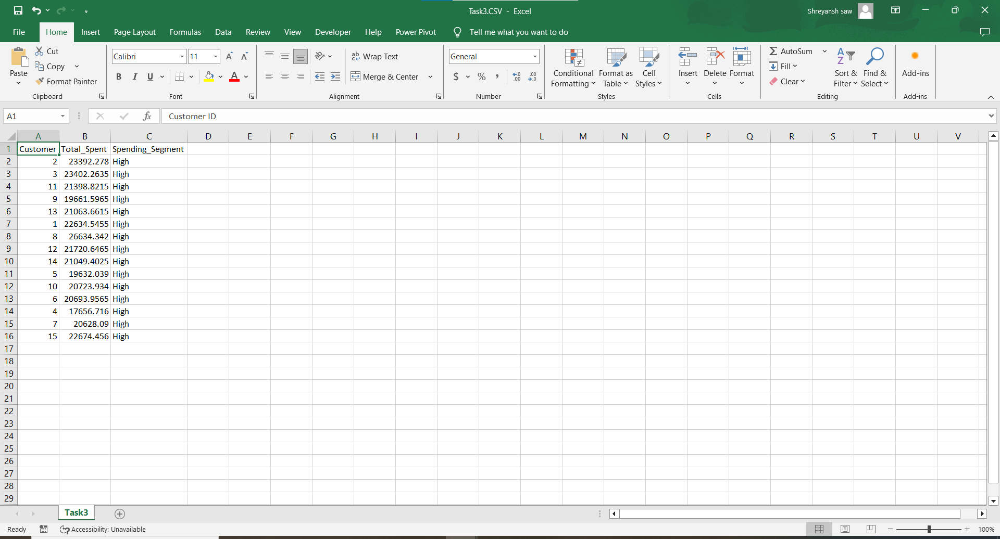 Task3.CSV - Excel
Shreyansh saw
File Home Insert Page Layout Formulas Data Review View Developer Help Power Pivot Tell me what you want to do
Paste
Cut
Copy
Format Painter
Clipboard
Calibri 11
B I U
Font
Wrap Text
Merge & Center
Alignment
General
$ % ,
Number
Conditional Formatting
Format as Table
Cell Styles
Styles
Insert
Delete
Format
Cells
AutoSum
Fill
Clear
Sort & Filter
Find & Select
Editing
Add-ins
Add-ins
A1 fx Customer ID
A B C D E F G H I J K L M N O P Q R S T U V
1 Customer Total_Spent Spending_Segment
2 2 23392.278 High
3 3 23402.2635 High
4 11 21398.8215 High
5 9 19661.5965 High
6 13 21063.6615 High
7 1 22634.5455 High
8 8 26634.342 High
9 12 21720.6465 High
10 14 21049.4025 High
11 5 19632.039 High
12 10 20723.934 High
13 6 20693.9565 High
14 4 17656.716 High
15 7 20628.09 High
16 15 22674.456 High
17
18
19
20
21
22
23
24
25
26
27
28
29
Task3
Ready Accessibility: Unavailable 100%